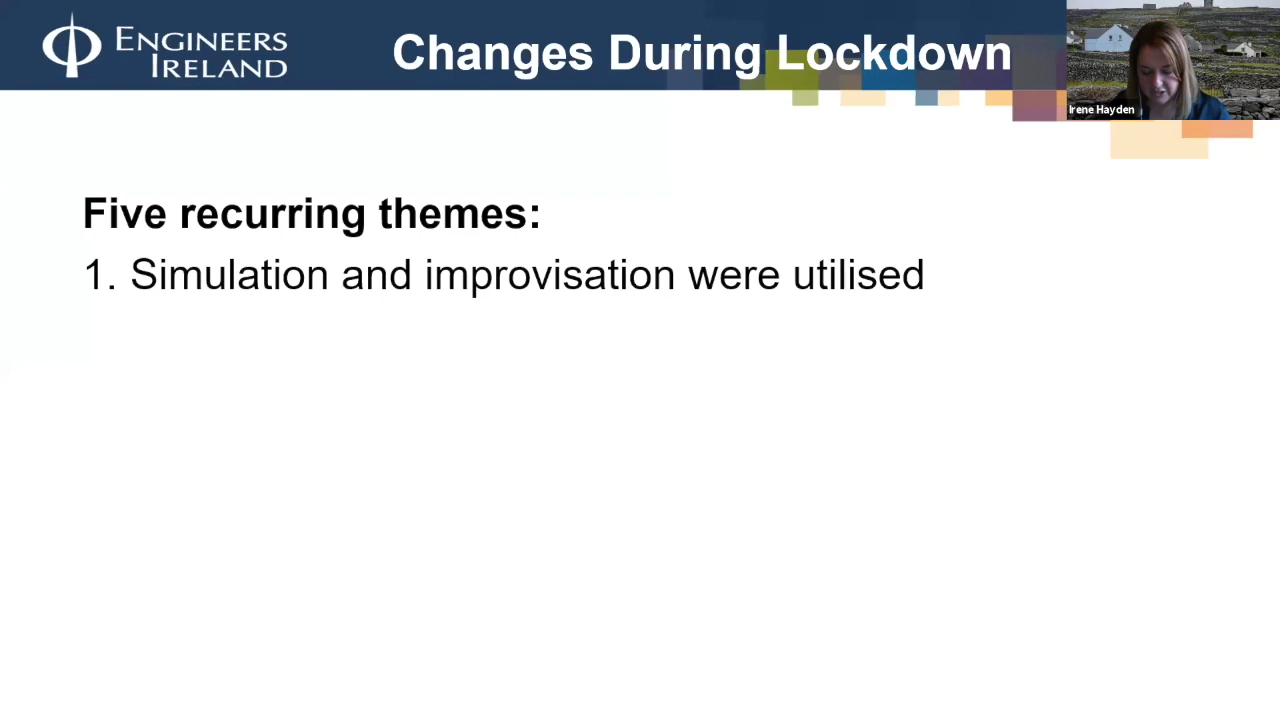 ENGINEERS
IRELAND
Changes During Lockdown
Irene Hayden
Five recurring themes:
1. Simulation and improvisation were utilised